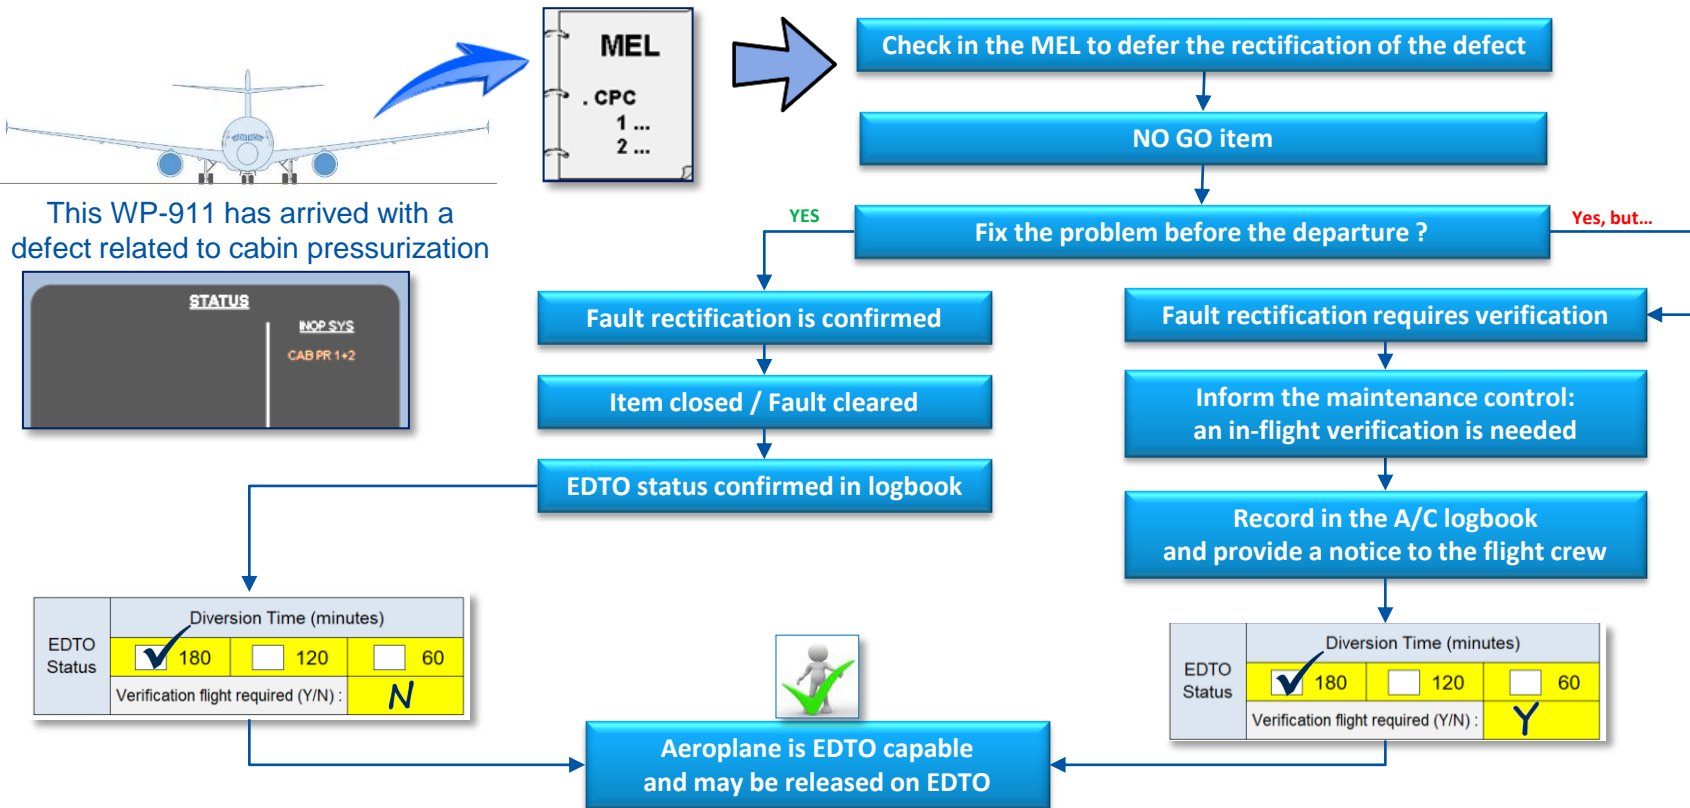 MEL
. CPC
1 ...
2 ...
Check in the MEL to defer the rectification of the defect
NO GO item
This WP-911 has arrived with a
defect related to cabin pressurization
YES
Fix the problem before the departure ?
Yes, but...
STATUS
INOP SYS
CAB PR 1+2
Fault rectification is confirmed
Item closed / Fault cleared
EDTO status confirmed in logbook
Fault rectification requires verification
Inform the maintenance control:
an in-flight verification is needed
Record in the A/C logbook
and provide a notice to the flight crew
EDTO
Status
Diversion Time (minutes)
180 120 60
Verification flight required (Y/N) : N
EDTO
Status
Diversion Time (minutes)
180 120 60
Verification flight required (Y/N) : Y
Aeroplane is EDTO capable
and may be released on EDTO